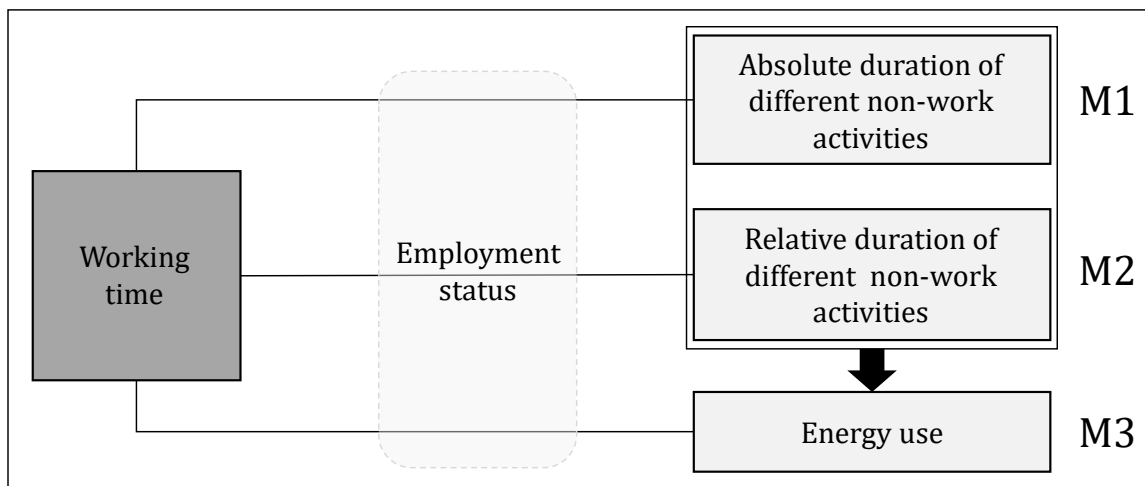 Absolute duration of
different non-work
activities
M1
Working
time
Employment
status
Relative duration of
different  non-work
activities
M2
Energy use
M3